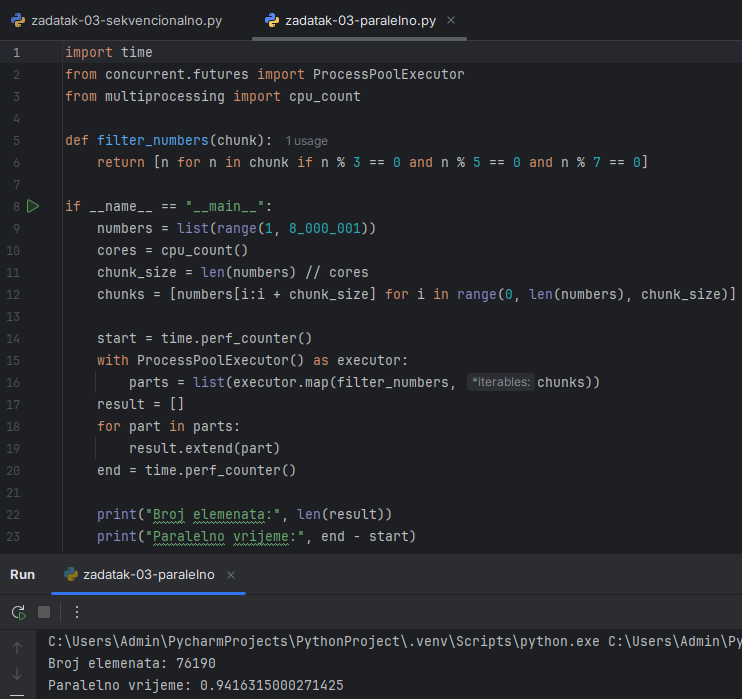 zadatak-03-sekvencionalno.py zadatak-03-paralelno.py
1 import time
2 from concurrent.futures import ProcessPoolExecutor
3 from multiprocessing import cpu_count
4
5 def filter_numbers(chunk): 1 usage
6 return [n for n in chunk if n % 3 == 0 and n % 5 == 0 and n % 7 == 0]
7
8 if __name__ == "__main__":
9 numbers = list(range(1, 8_000_001))
10 cores = cpu_count()
11 chunk_size = len(numbers) // cores
12 chunks = [numbers[i:i + chunk_size] for i in range(0, len(numbers), chunk_size)]
13
14 start = time.perf_counter()
15 with ProcessPoolExecutor() as executor:
16 parts = list(executor.map(filter_numbers, *iterables: chunks))
17 result = []
18 for part in parts:
19 result.extend(part)
20 end = time.perf_counter()
21
22 print("Broj elemenata:", len(result))
23 print("Paralelno vrijeme:", end - start)
Run zadatak-03-paralelno
C:\Users\Admin\PycharmProjects\PythonProject\.venv\Scripts\python.exe C:\Users\Admin\Py
Broj elemenata: 76190
Paralelno vrijeme: 0.9416315000271425